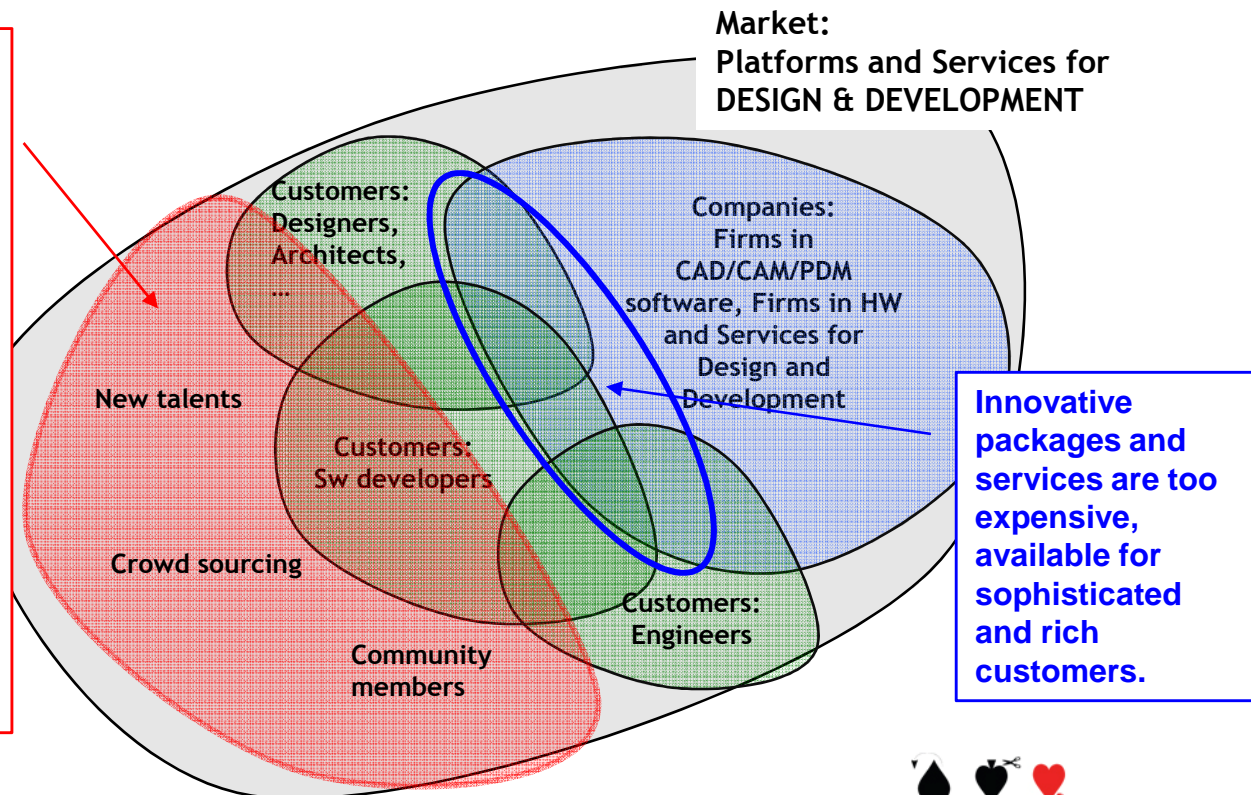 Market:
Platforms and Services for
DESIGN & DEVELOPMENT
Customers:
Designers,
Architects,
…
Companies:
Firms in
CAD/CAM/PDM
software, Firms in HW
and Services for
Design and
Development
New talents
Customers:
Sw developers
Innovative
packages and
services are too
expensive,
available for
sophisticated
and rich
customers.
Crowd sourcing
Customers:
Engineers
Community
members